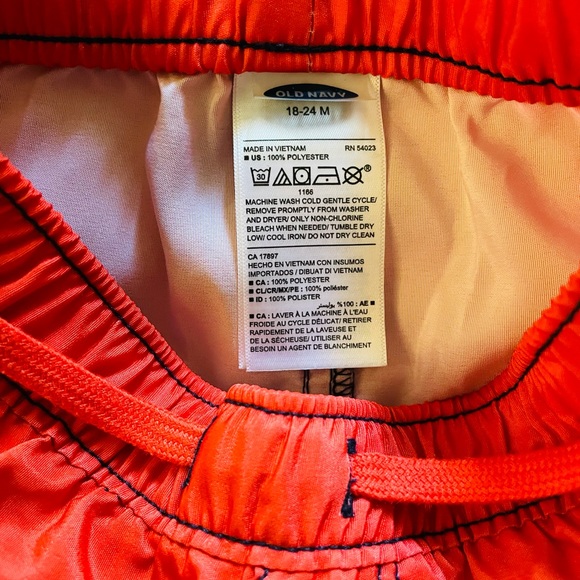 OLD NAVY
18-24 M
MADE IN VIETNAM RN 54023
■ US : 100% POLYESTER
30
®
1166
MACHINE WASH COLD GENTLE CYCLE/
REMOVE PROMPTLY FROM WASHER
AND DRYER/ ONLY NON-CHLORINE
BLEACH WHEN NEEDED/ TUMBLE DRY
LOW/ COOL IRON/ DO NOT DRY CLEAN
CA 17897
HECHO EN VIETNAM CON INSUMOS
IMPORTADOS / DIBUAT DI VIETNAM
■ CA : 100% POLYESTER
■ CL/CR/MX/PE : 100% poliéster
■ ID : 100% POLISTER
■ AE : 100% بوليستر
■ CA : LAVER À LA MACHINE À L'EAU
FROIDE AU CYCLE DÉLICAT/ RETIRER
RAPIDEMENT DE LA LAVEUSE ET
DE LA SÉCHEUSE/ UTILISER AU
BESOIN UN AGENT DE BLANCHIMENT